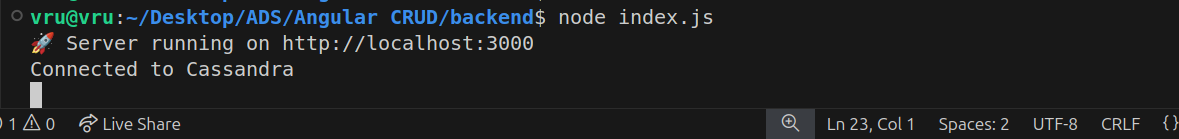 vru@vru:~/Desktop/ADS/Angular CRUD/backend$ node index.js
🚀 Server running on http://localhost:3000
Connected to Cassandra
1 0 Live Share Ln 23, Col 1 Spaces: 2 UTF-8 CRLF {}